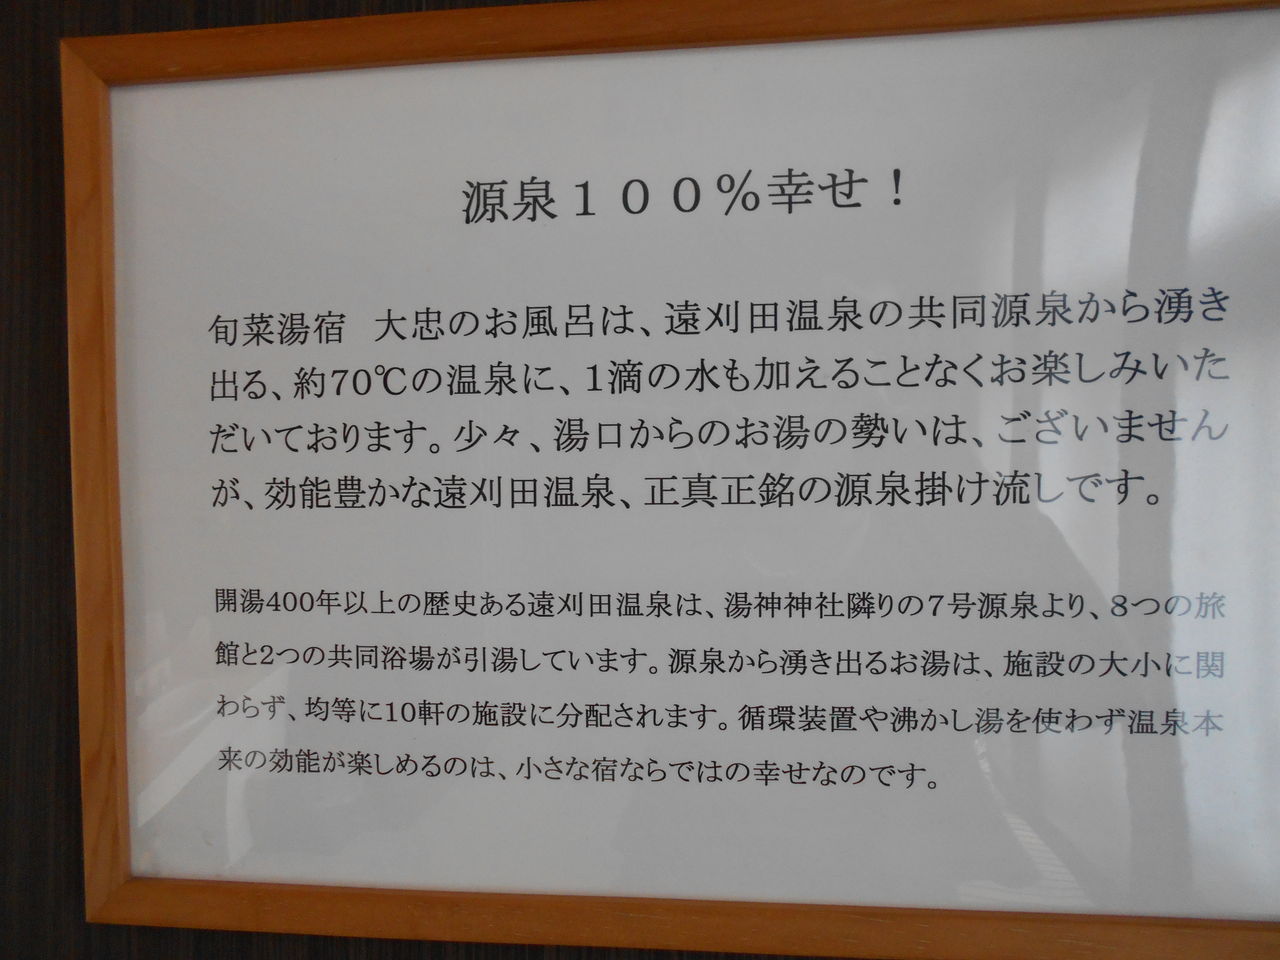 源泉１００％幸せ！
旬菜湯宿　大忠のお風呂は、遠刈田温泉の共同源泉から湧き
出る、約70℃の温泉に、1滴の水も加えることなくお楽しみいた
だいております。少々、湯口からのお湯の勢いは、ございません
が、効能豊かな遠刈田温泉、正真正銘の源泉掛け流しです。
開湯400年以上の歴史ある遠刈田温泉は、湯神神社隣りの７号源泉より、８つの旅
館と2つの共同浴場が引湯しています。源泉から湧き出るお湯は、施設の大小に関
わらず、均等に10軒の施設に分配されます。循環装置や沸かし湯を使わず温泉本
来の効能が楽しめるのは、小さな宿ならではの幸せなのです。